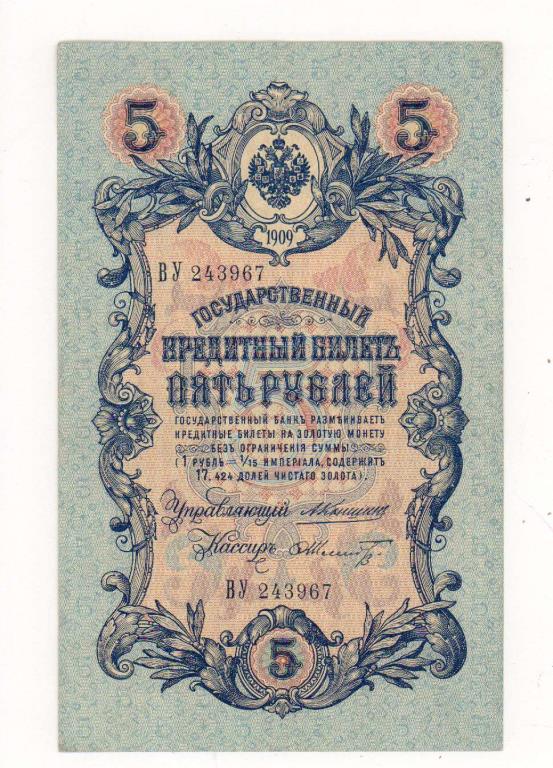 5 5
1909
ВУ 243967
ГОСУДАРСТВЕННЫЙ
КРЕДИТНЫЙ БИЛЕТЪ
ПЯТЬ РУБЛЕЙ
ГОСУДАРСТВЕННЫЙ БАНКЪ РАЗМѢНИВАЕТЪ
КРЕДИТНЫЕ БИЛЕТЫ НА ЗОЛОТУЮ МОНЕТУ
БЕЗЪ ОГРАНИЧЕНІЯ СУММЫ
(1 РУБЛЬ = 1/15 ИМПЕРІАЛА, СОДЕРЖИТЪ
17,424 ДОЛЕЙ ЧИСТАГО ЗОЛОТА).
Управляющій
Кассиръ
ВУ 243967
5